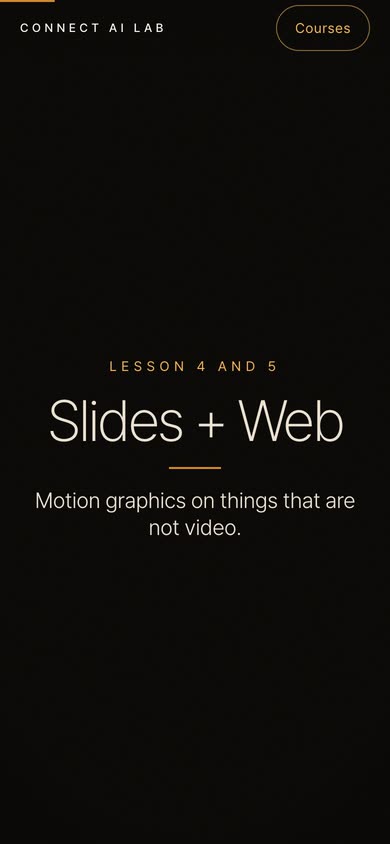 CONNECT AI LAB
Courses
LESSON 4 AND 5
Slides + Web
Motion graphics on things that are
not video.